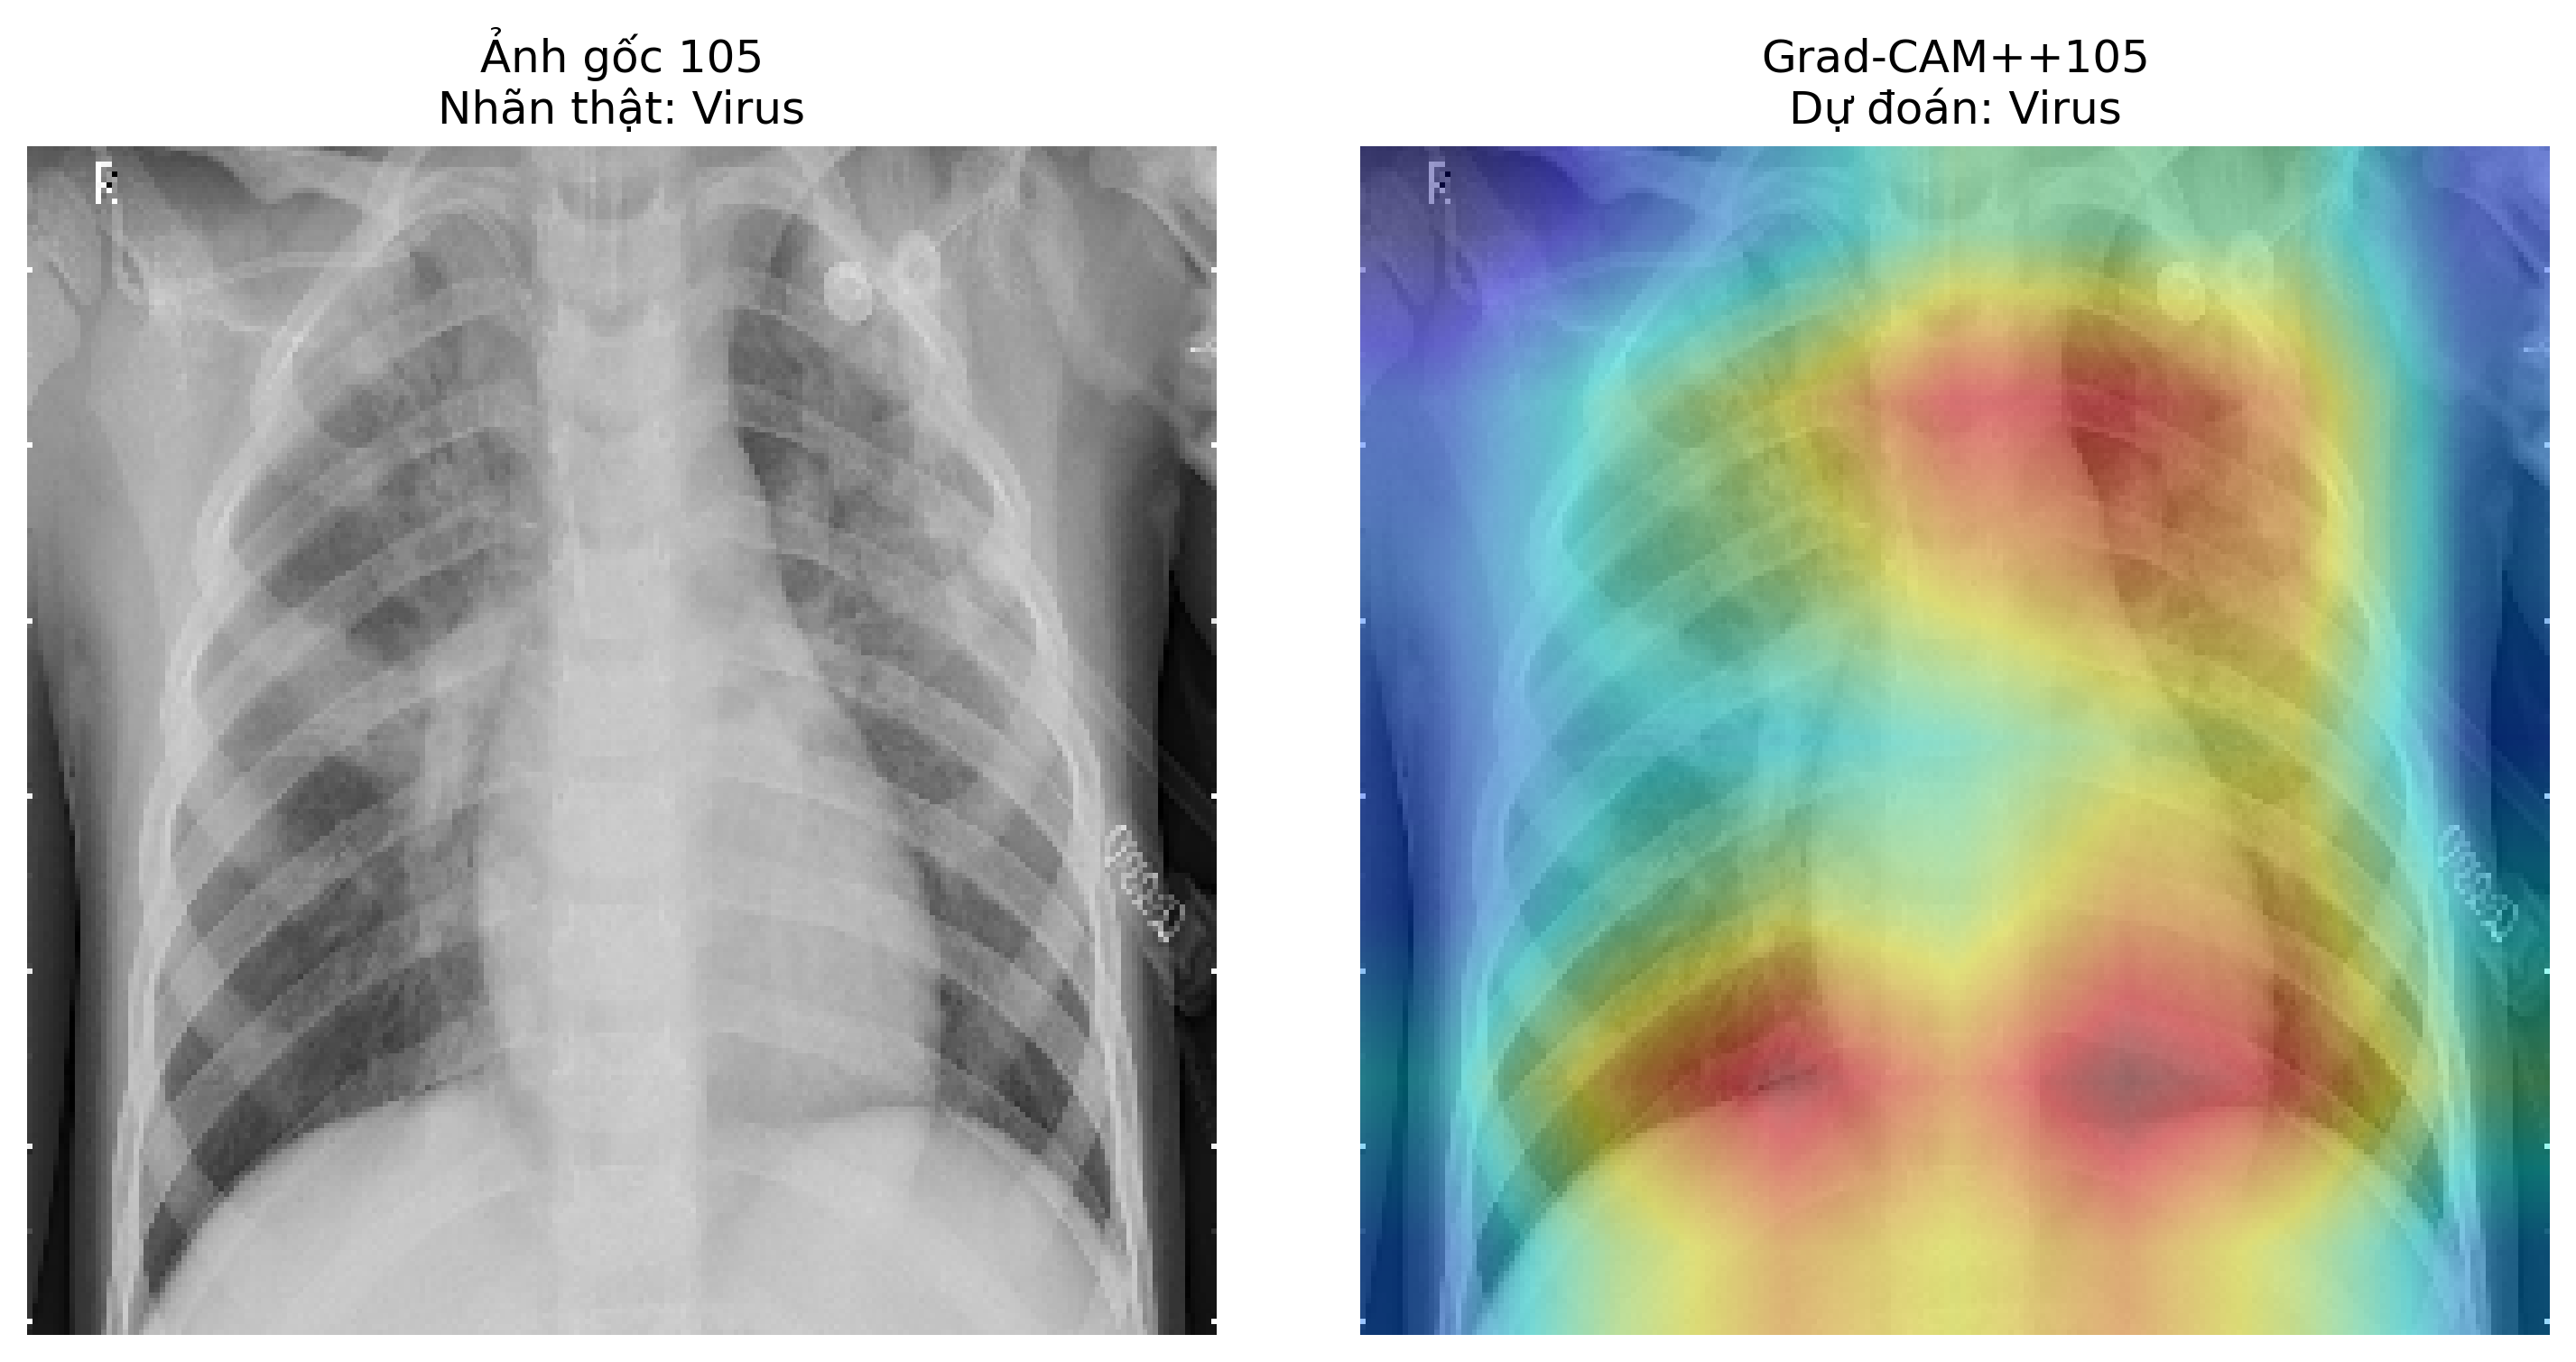 Ảnh gốc 105
Nhãn thật: Virus
Grad-CAM++105
Dự đoán: Virus
R
R